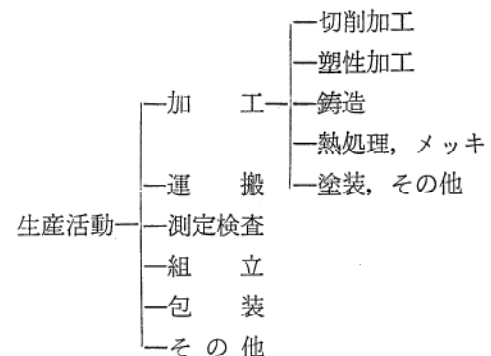 切削加工
塑性加工
加工
鋳造
熱処理，メッキ
運搬
塗装，その他
生産活動
測定検査
組立
包装
その他